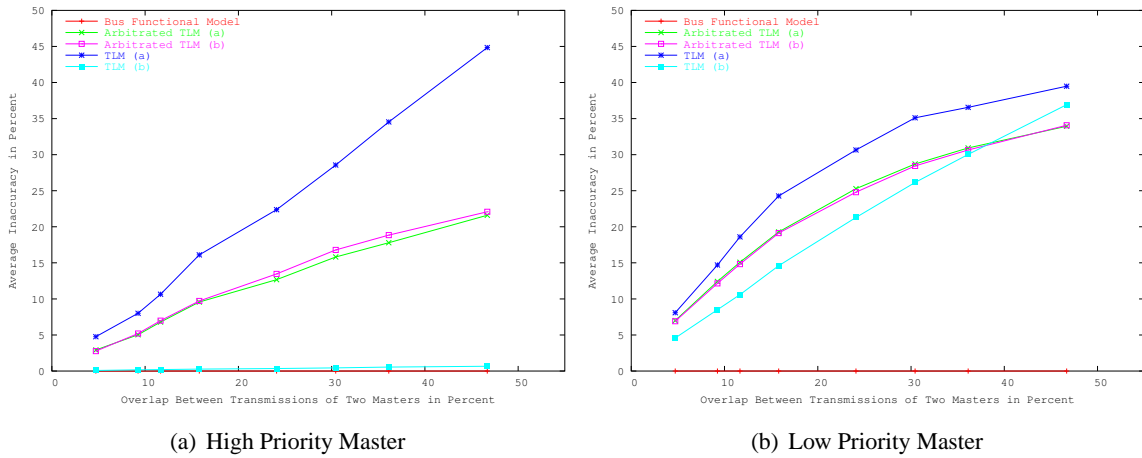 50
45
40
35
30
25
20
15
10
5
0
Average Inaccuracy in Percent
Bus Functional Model
Arbitrated TLM (a)
Arbitrated TLM (b)
TLM (a)
TLM (b)
0 10 20 30 40 50
Overlap Between Transmissions of Two Masters in Percent
(a) High Priority Master
50
45
40
35
30
25
20
15
10
5
0
Average Inaccuracy in Percent
Bus Functional Model
Arbitrated TLM (a)
Arbitrated TLM (b)
TLM (a)
TLM (b)
0 10 20 30 40 50
Overlap Between Transmissions of Two Masters in Percent
(b) Low Priority Master